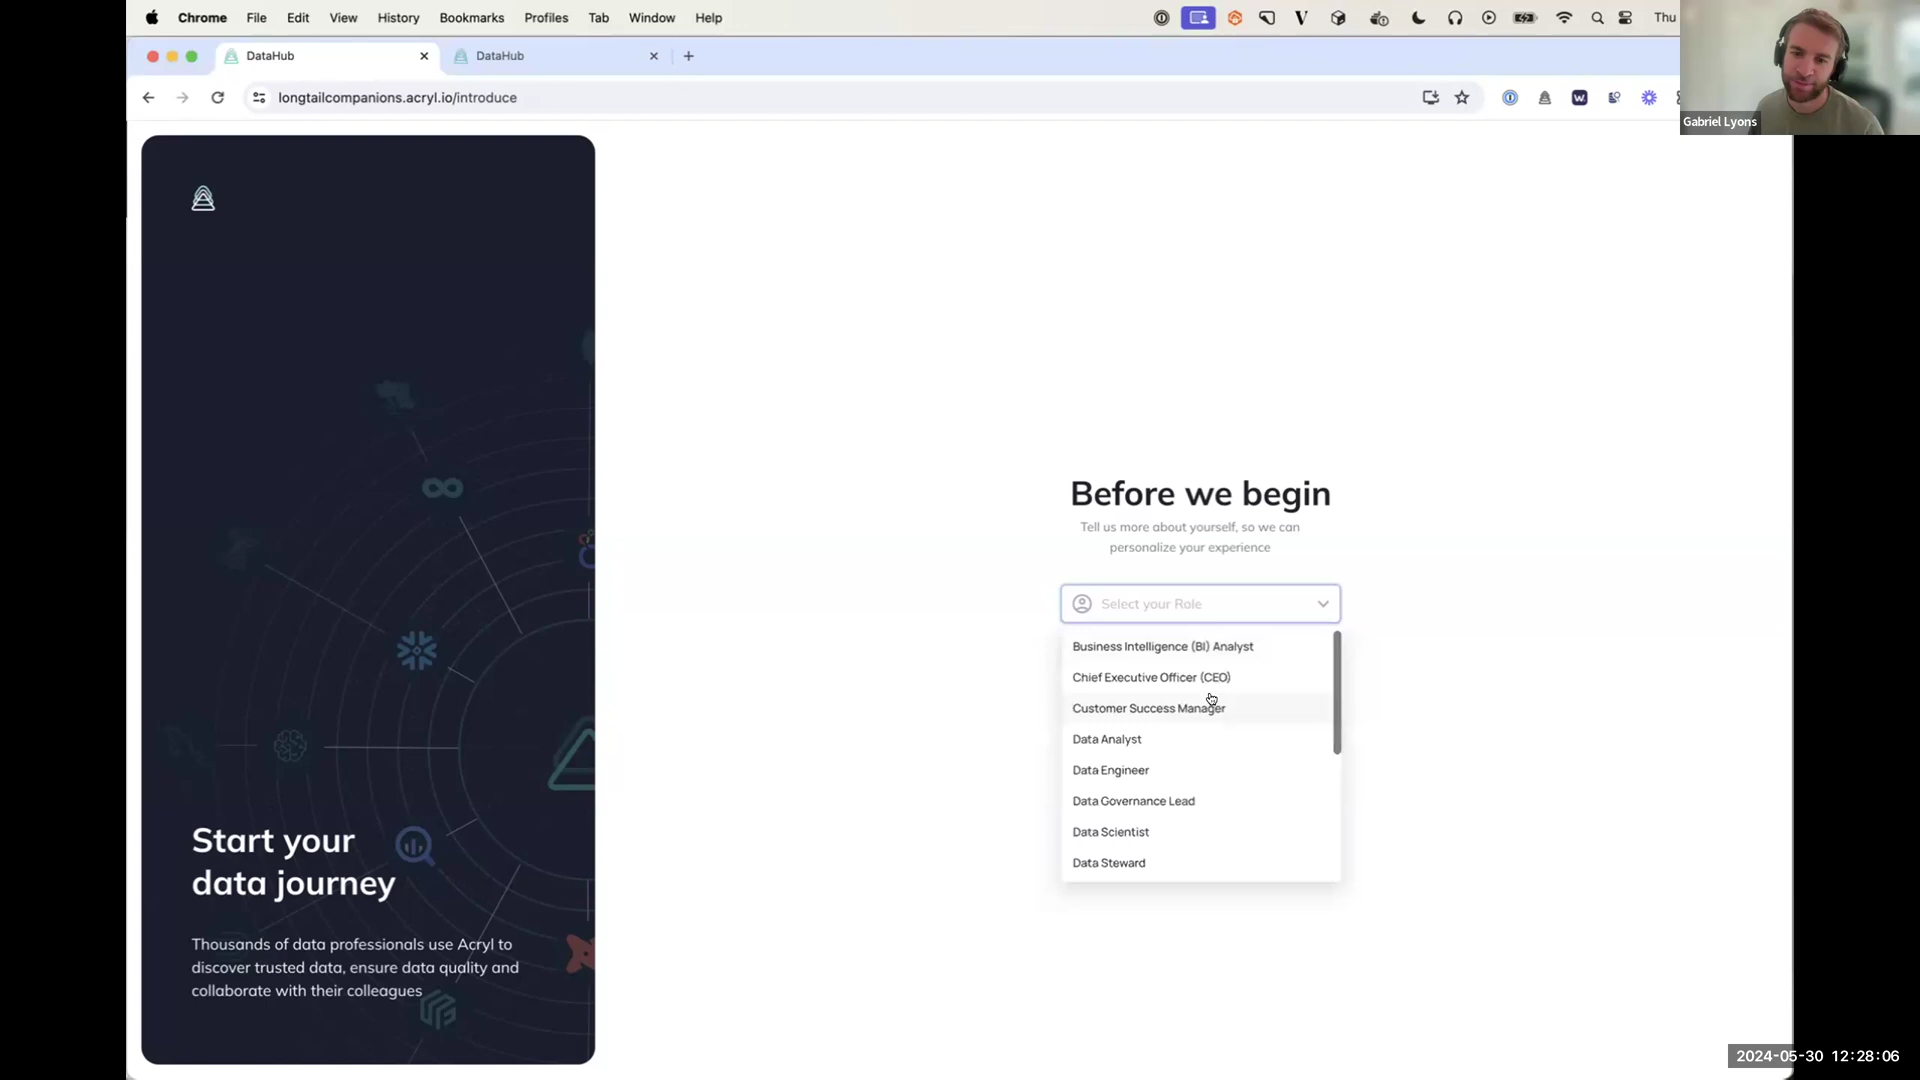 Chrome File Edit View History Bookmarks Profiles Tab Window Help
Thu
DataHub
DataHub
longtailcompanions.acryl.io/introduce
Gabriel Lyons
Before we begin
Tell us more about yourself, so we can
personalize your experience
Select your Role
Business Intelligence (BI) Analyst
Chief Executive Officer (CEO)
Customer Success Manager
Data Analyst
Data Engineer
Data Governance Lead
Data Scientist
Data Steward
Start your
data journey
Thousands of data professionals use Acryl to
discover trusted data, ensure data quality and
collaborate with their colleagues
2024-05-30 12:28:06